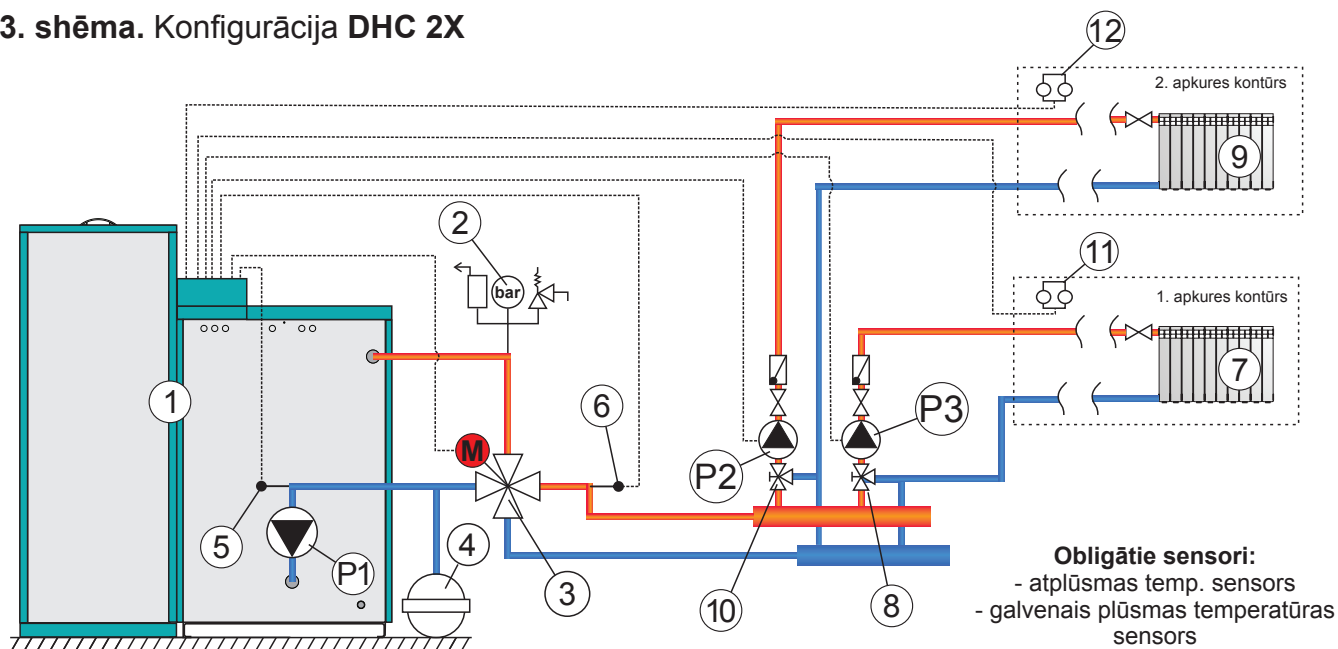 3. shēma. Konfigurācija DHC 2X
12
2. apkures kontūrs
9
2
bar
11
1. apkures kontūrs
7
1
6
P3
M
P2
5
P1
4
3
10
8
Obligātie sensori:
- atplūsmas temp. sensors
- galvenais plūsmas temperatūras
sensors